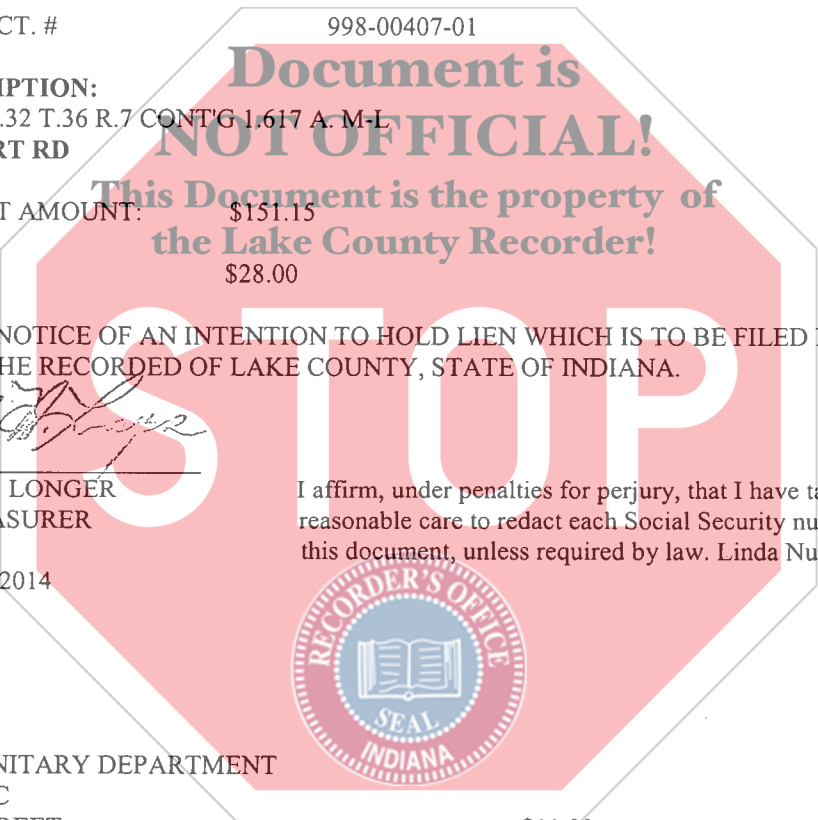 CT. # 998-00407-01
Document is
IPTION:
.32 T.36 R.7 CONT'G 1.617 A. M-L
NOT OFFICIAL!
RT RD
This Document is the property of
T AMOUNT: $151.15
the Lake County Recorder!
$28.00
NOTICE OF AN INTENTION TO HOLD LIEN WHICH IS TO BE FILED
HE RECORDED OF LAKE COUNTY, STATE OF INDIANA.
STOP
LONGER
I affirm, under penalties for perjury, that I have ta
ASURER
reasonable care to redact each Social Security nu
this document, unless required by law. Linda Nu
2014
RECORDER'S OFFICE
SEAL
INDIANA
NITARY DEPARTMENT
C